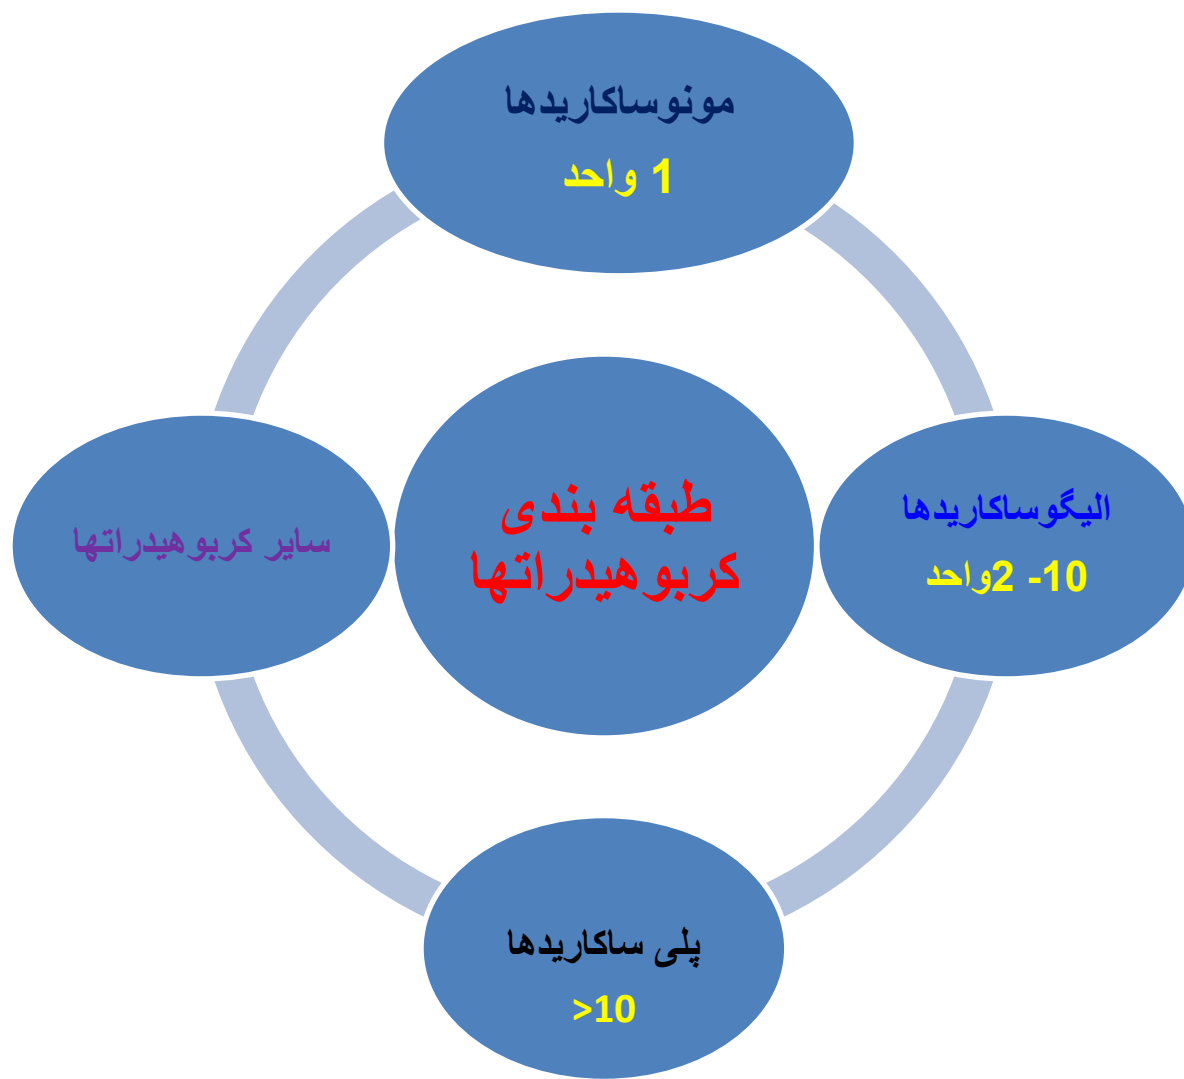 مونوساکاریدها
1 واحد
طبقه بندی
کربوهیدراتها
الیگوساکاریدها
10- 2واحد
سایر کربوهیدراتها
پلی ساکاریدها
>10